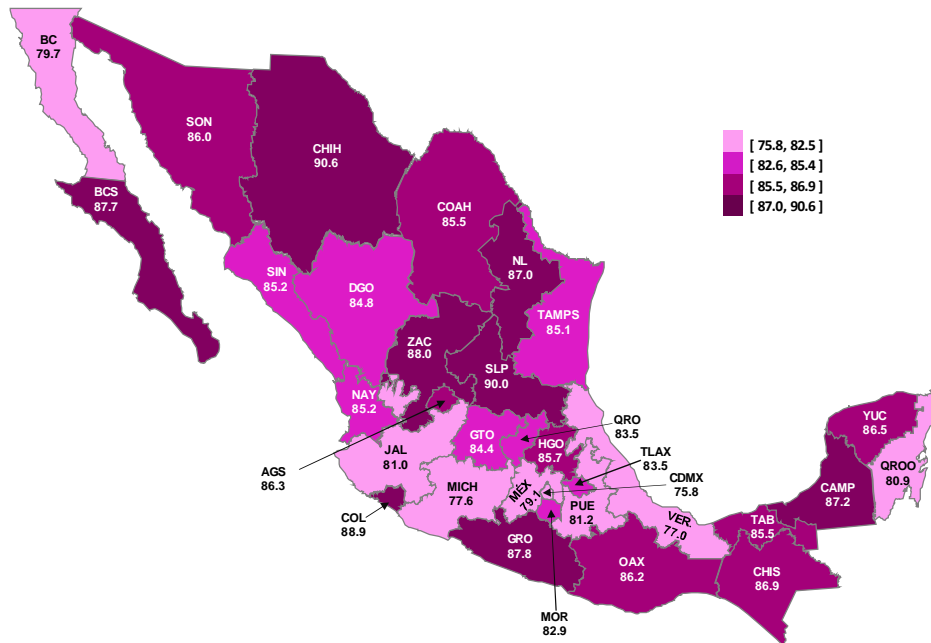 BC
79.7
SON
86.0
CHIH
90.6
[ 75.8, 82.5 ]
[ 82.6, 85.4 ]
[ 85.5, 86.9 ]
[ 87.0, 90.6 ]
BCS
87.7
COAH
85.5
NL
87.0
SIN
85.2
DGO
84.8
TAMPS
85.1
ZAC
88.0
SLP
90.0
NAY
85.2
QRO
83.5
YUC
86.5
GTO
84.4
HGO
85.7
TLAX
83.5
JAL
81.0
AGS
86.3
QROO
80.9
CDMX
75.8
MICH
77.6
MÉX
79.1
CAMP
87.2
PUE
81.2
VER.
77.0
COL
88.9
TAB
85.5
GRO
87.8
OAX
86.2
CHIS
86.9
MOR
82.9